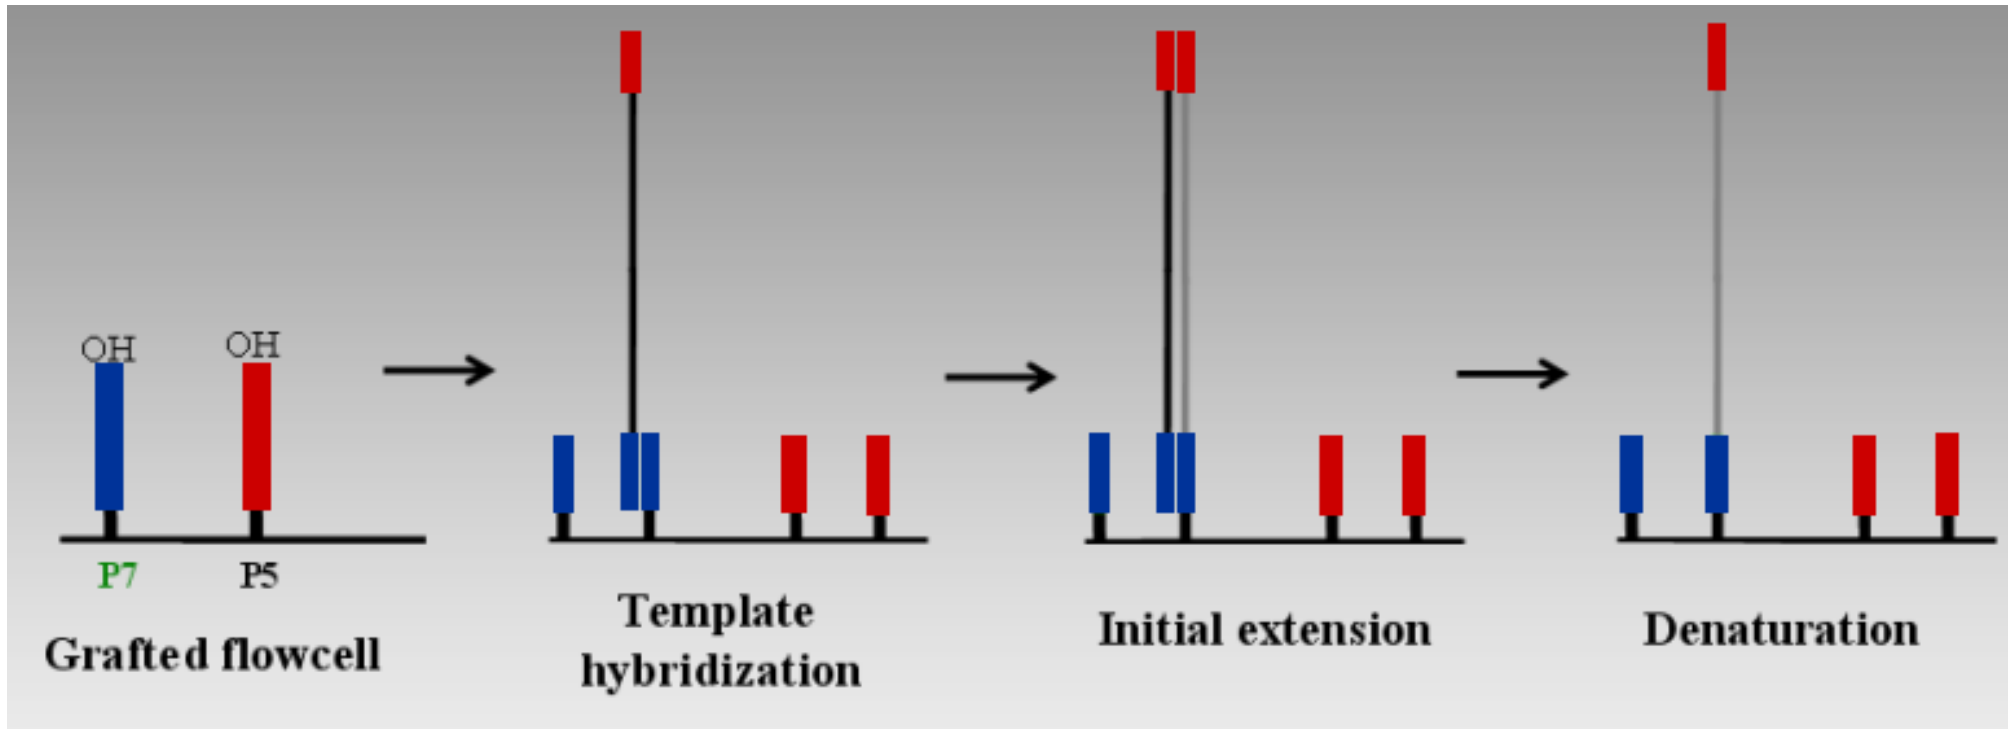 OH
OH
P7
P5
Grafted flowcell
Template
hybridization
Initial extension
Denaturation